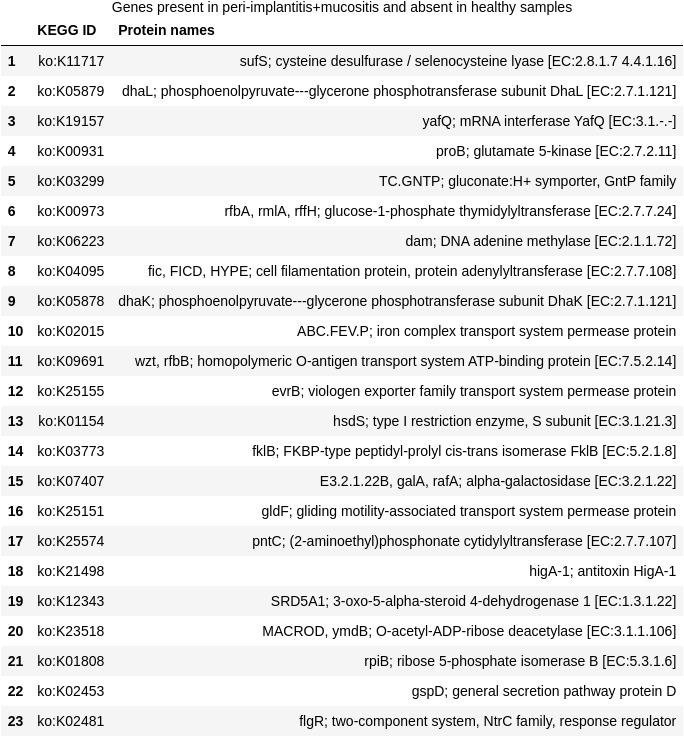 Genes present in peri-implantitis+mucositis and absent in healthy samples
KEGG ID Protein names
1 ko:K11717 sufS; cysteine desulfurase / selenocysteine lyase [EC:2.8.1.7 4.4.1.16]
2 ko:K05879 dhaL; phosphoenolpyruvate---glycerone phosphotransferase subunit DhaL [EC:2.7.1.121]
3 ko:K19157 yafQ; mRNA interferase YafQ [EC:3.1.-.-]
4 ko:K00931 proB; glutamate 5-kinase [EC:2.7.2.11]
5 ko:K03299 TC.GNTP; gluconate:H+ symporter, GntP family
6 ko:K00973 rfbA, rmlA, rffH; glucose-1-phosphate thymidylyltransferase [EC:2.7.7.24]
7 ko:K06223 dam; DNA adenine methylase [EC:2.1.1.72]
8 ko:K04095 fic, FICD, HYPE; cell filamentation protein, protein adenylyltransferase [EC:2.7.7.108]
9 ko:K05878 dhaK; phosphoenolpyruvate---glycerone phosphotransferase subunit DhaK [EC:2.7.1.121]
10 ko:K02015 ABC.FEV.P; iron complex transport system permease protein
11 ko:K09691 wzt, rfbB; homopolymeric O-antigen transport system ATP-binding protein [EC:7.5.2.14]
12 ko:K25155 evrB; viologen exporter family transport system permease protein
13 ko:K01154 hsdS; type I restriction enzyme, S subunit [EC:3.1.21.3]
14 ko:K03773 fklB; FKBP-type peptidyl-prolyl cis-trans isomerase FklB [EC:5.2.1.8]
15 ko:K07407 E3.2.1.22B, galA, rafA; alpha-galactosidase [EC:3.2.1.22]
16 ko:K25151 gldF; gliding motility-associated transport system permease protein
17 ko:K25574 pntC; (2-aminoethyl)phosphonate cytidylyltransferase [EC:2.7.7.107]
18 ko:K21498 higA-1; antitoxin HigA-1
19 ko:K12343 SRD5A1; 3-oxo-5-alpha-steroid 4-dehydrogenase 1 [EC:1.3.1.22]
20 ko:K23518 MACROD, ymdB; O-acetyl-ADP-ribose deacetylase [EC:3.1.1.106]
21 ko:K01808 rpiB; ribose 5-phosphate isomerase B [EC:5.3.1.6]
22 ko:K02453 gspD; general secretion pathway protein D
23 ko:K02481 flgR; two-component system, NtrC family, response regulator